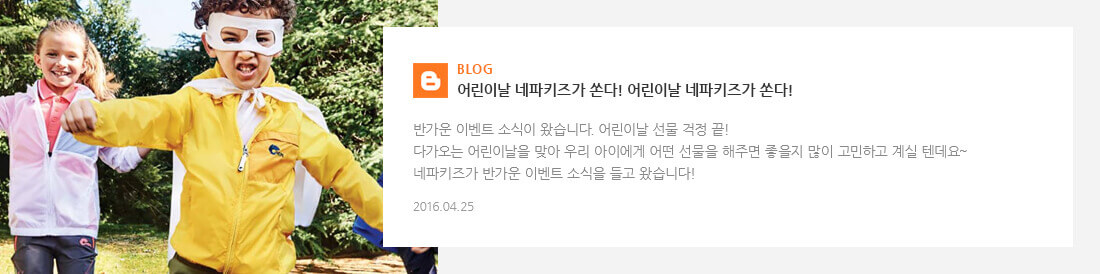 BLOG
어린이날 네파키즈가 쏜다! 어린이날 네파키즈가 쏜다!
반가운 이벤트 소식이 왔습니다. 어린이날 선물 걱정 끝!
다가오는 어린이날을 맞아 우리 아이에게 어떤 선물을 해주면 좋을지 많이 고민하고 계실 텐데요~
네파키즈가 반가운 이벤트 소식을 들고 왔습니다!
2016.04.25